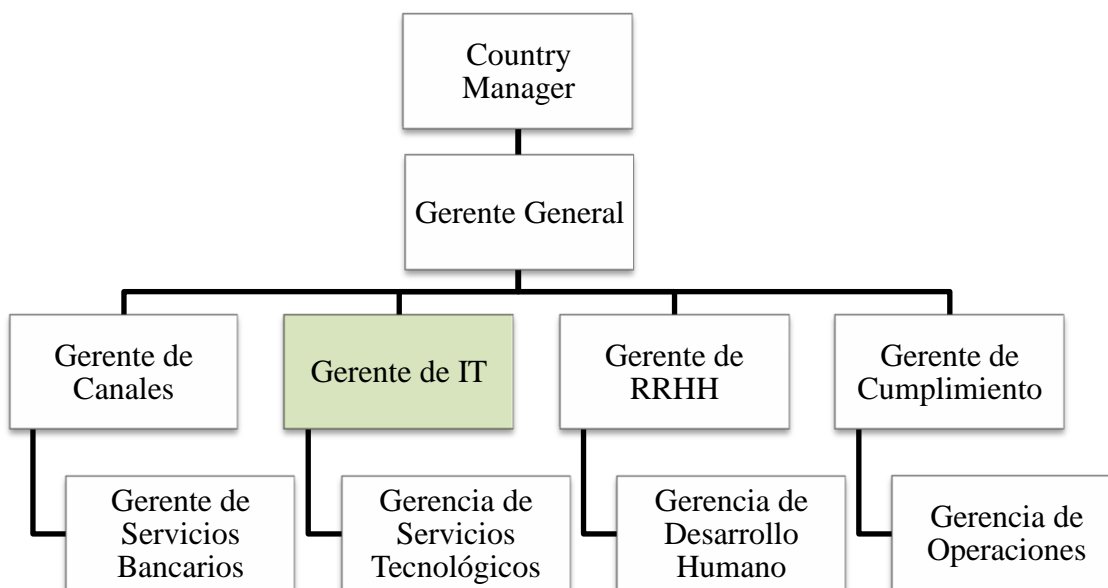 Country
Manager
Gerente General
Gerente de
Canales
Gerente de IT
Gerente de
RRHH
Gerente de
Cumplimiento
Gerente de
Servicios
Bancarios
Gerencia de
Servicios
Tecnológicos
Gerencia de
Desarrollo
Humano
Gerencia de
Operaciones